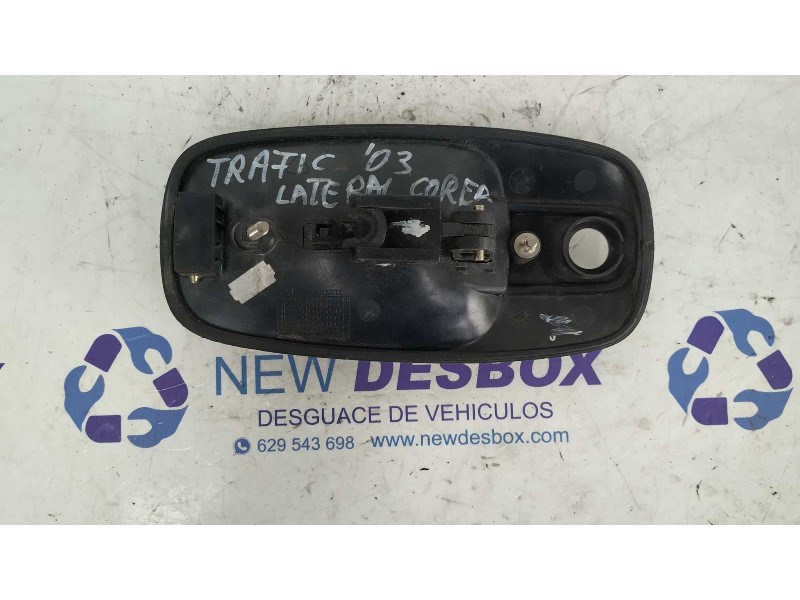 TRAFIC '03
LATERAL COREA
NEW DESBOX
DESGUACE DE VEHICULOS
629 543 698 www.newdesbox.com